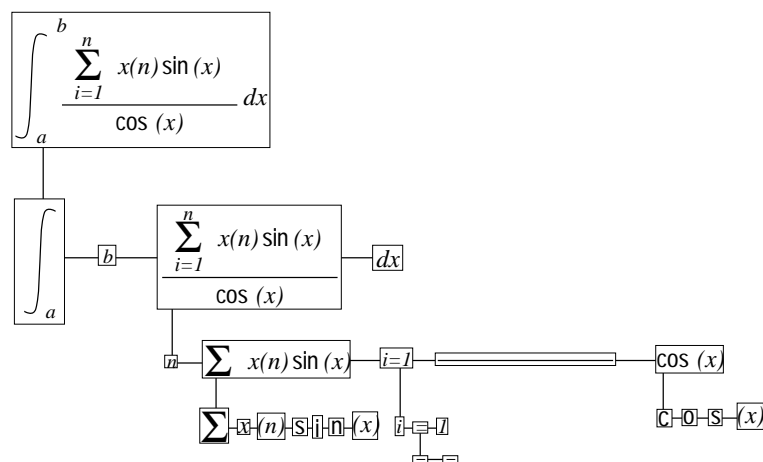 ∫ b
n
∑ x(n) sin (x)
i=1
dx
a
cos (x)
∫ a
b
n
∑ x(n) sin (x)
i=1
cos (x)
dx
n
∑ x(n) sin (x)
i=1
cos (x)
∑ x (n) s i n (x)
i = 1
c o s (x)